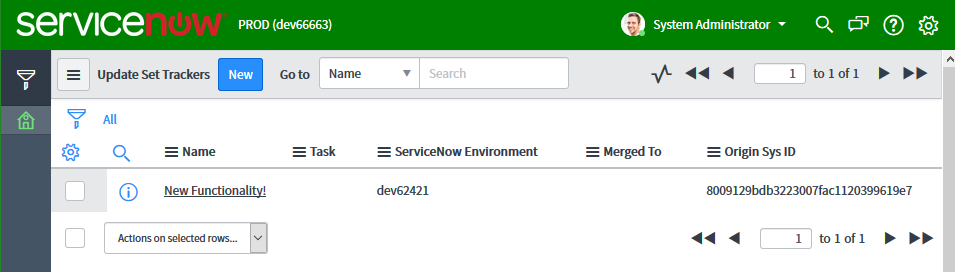 servicenow PROD (dev66663) System Administrator
Update Set Trackers New Go to Name Search 1 to 1 of 1
All
Name Task ServiceNow Environment Merged To Origin Sys ID
New Functionality! dev62421 8009129bdb3223007fac1120399619e7
Actions on selected rows... 1 to 1 of 1